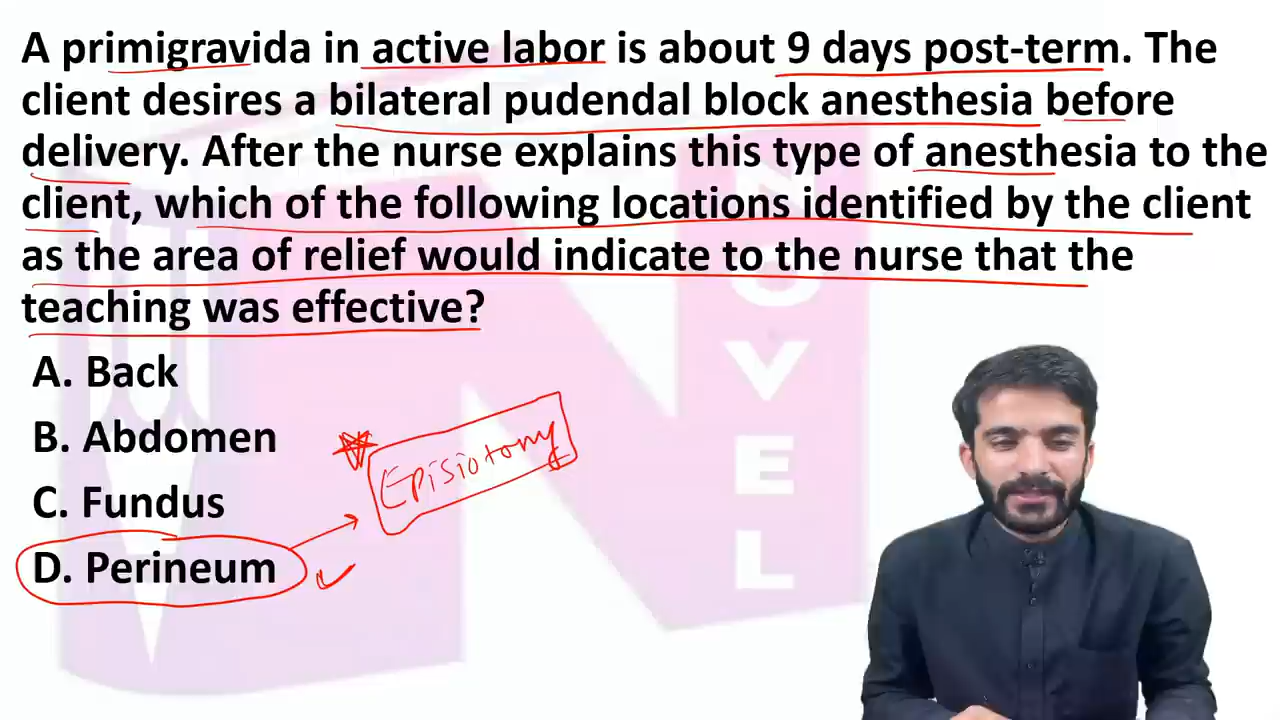 A primigravida in active labor is about 9 days post-term. The
client desires a bilateral pudendal block anesthesia before
delivery. After the nurse explains this type of anesthesia to the
client, which of the following locations identified by the client
as the area of relief would indicate to the nurse that the
teaching was effective?
A. Back
B. Abdomen
C. Fundus
D. Perineum
Episiotomy
NOVEL